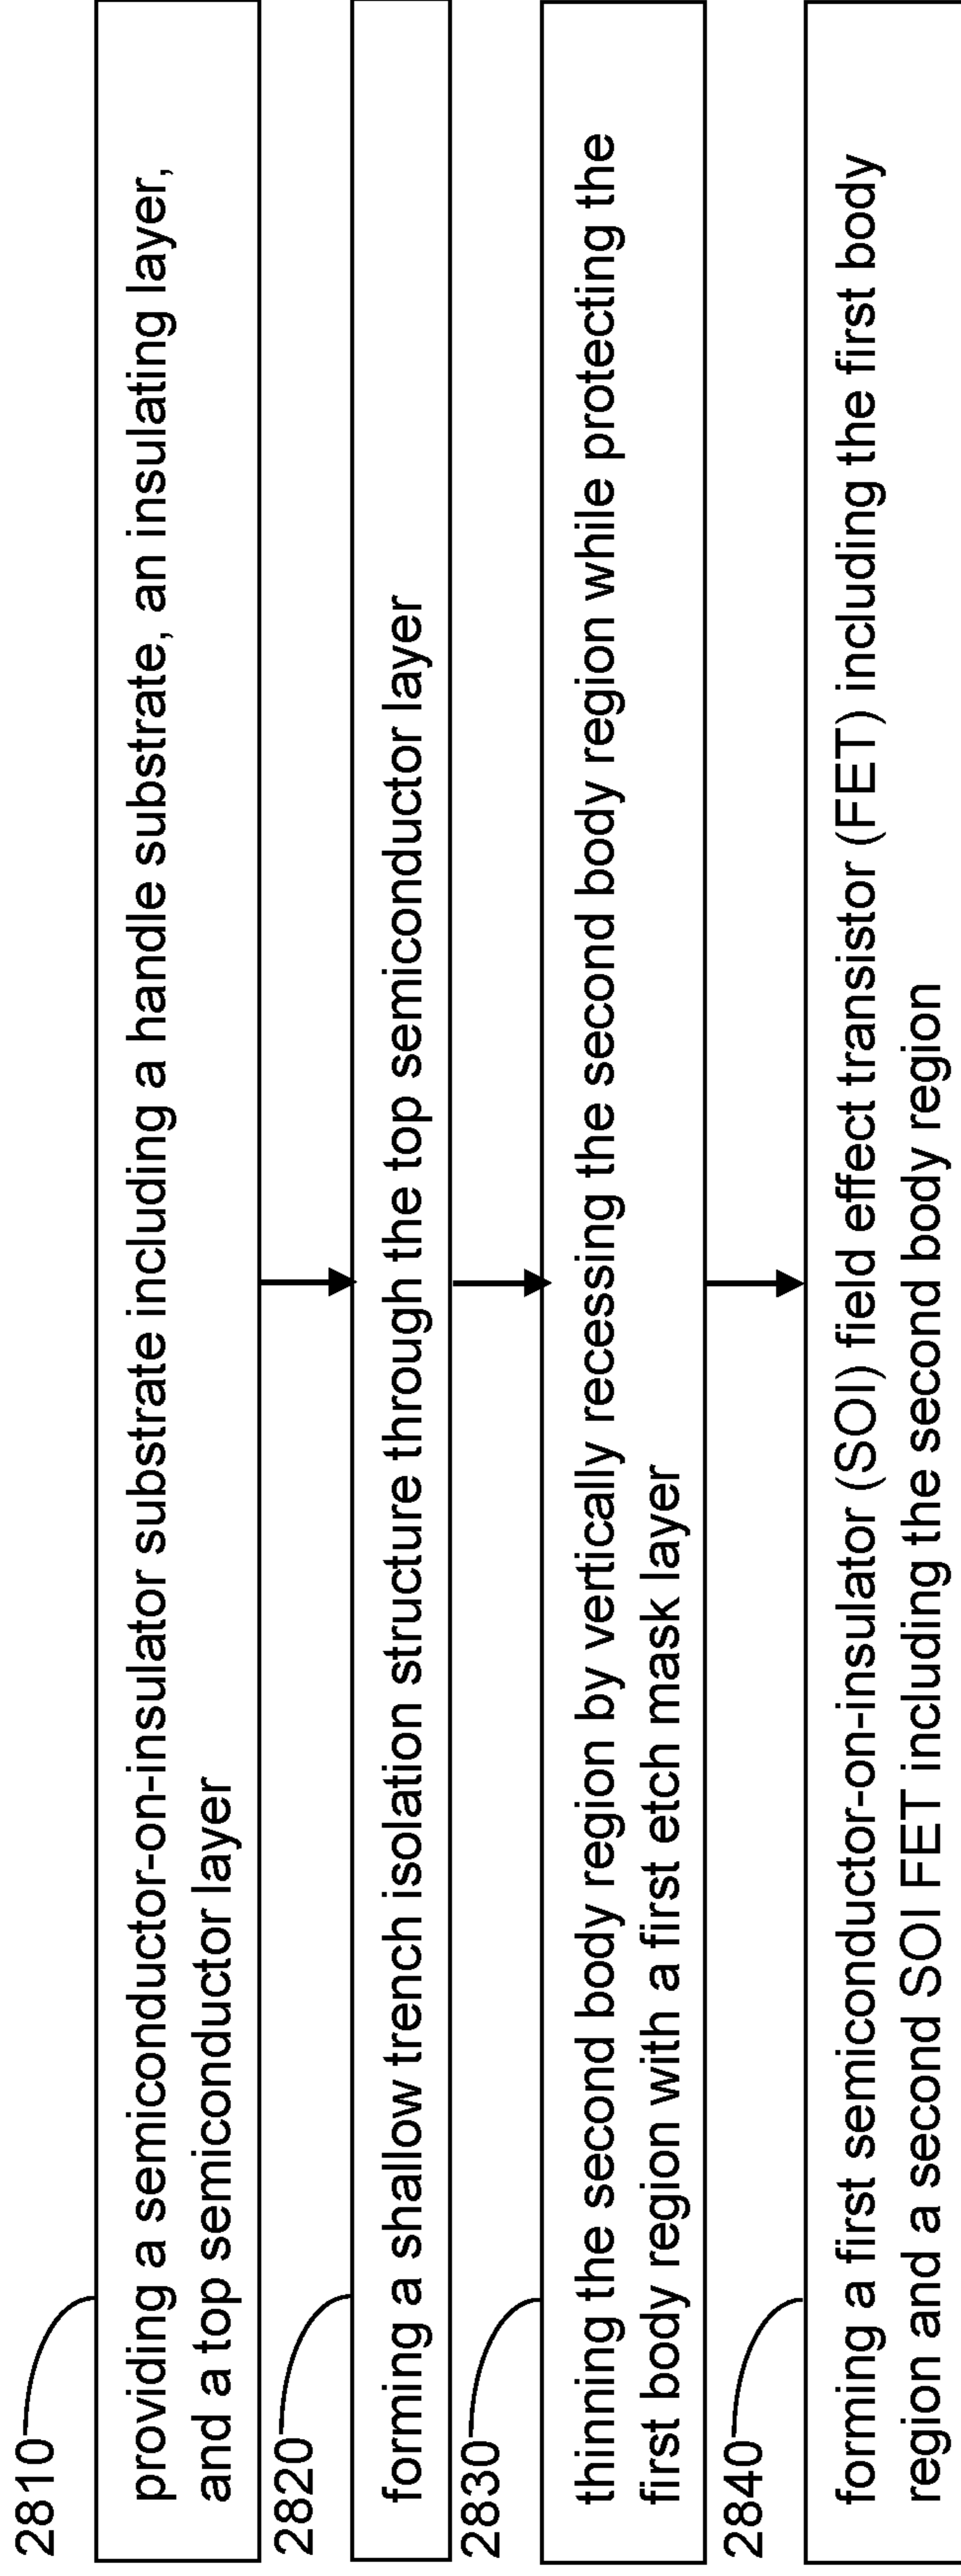 2810
providing a semiconductor-on-insulator substrate including a handle substrate, an insulating layer,
and a top semiconductor layer
2820
forming a shallow trench isolation structure through the top semiconductor layer
2830
thinning the second body region by vertically recessing the second body region while protecting the
first body region with a first etch mask layer
2840
forming a first semiconductor-on-insulator (SOI) field effect transistor (FET) including the first body
region and a second SOI FET including the second body region